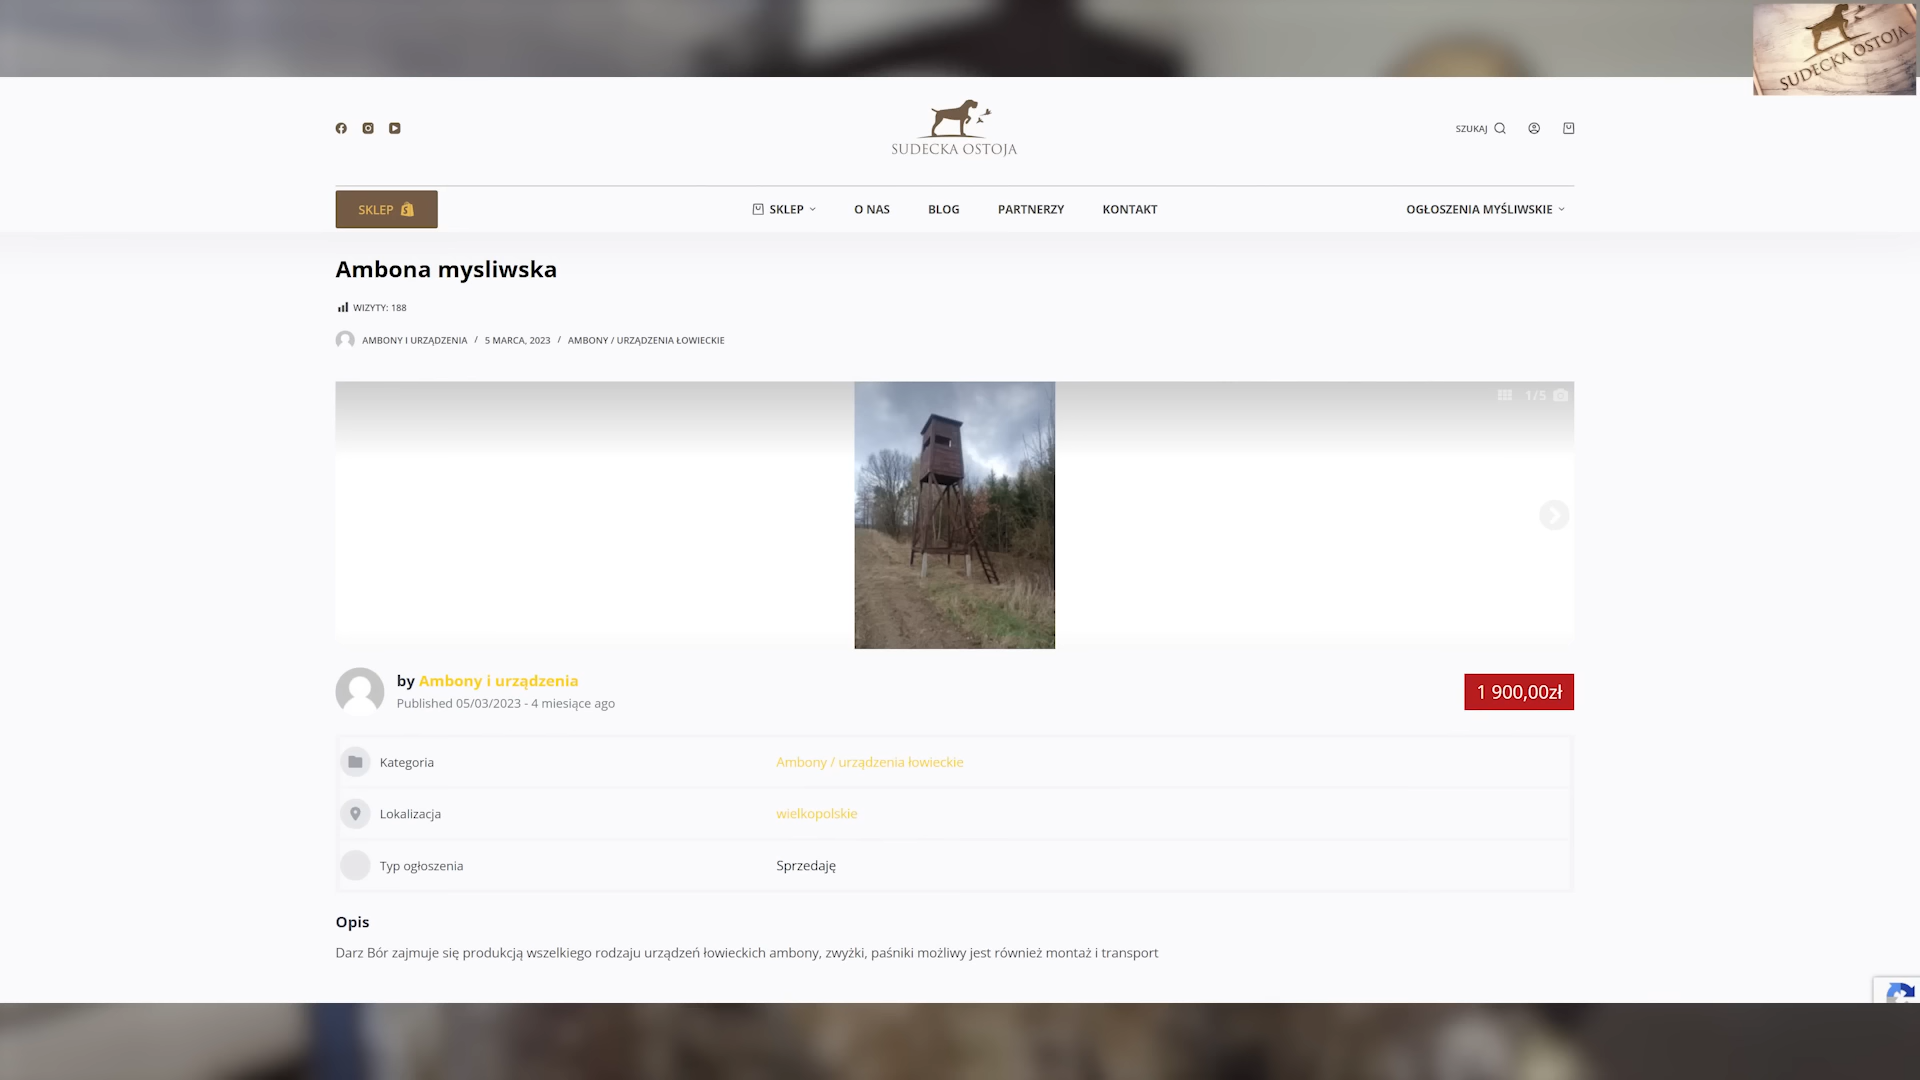 SUDECKA OSTOJA
SZUKAJ
SUDECKA OSTOJA
SKLEP
SKLEP
O NAS
BLOG
PARTNERZY
KONTAKT
OGŁOSZENIA MYŚLIWSKIE
Ambona mysliwska
WIZYTY: 188
AMBONY I URZĄDZENIA / 5 MARCA, 2023 / AMBONY / URZĄDZENIA ŁOWIECKIE
1/5
by Ambony i urządzenia
Published 05/03/2023 - 4 miesiące ago
1 900,00zł
Kategoria
Ambony / urządzenia łowieckie
Lokalizacja
wielkopolskie
Typ ogłoszenia
Sprzedaję
Opis
Darz Bór zajmuje się produkcją wszelkiego rodzaju urządzeń łowieckich ambony, zwyżki, paśniki możliwy jest również montaż i transport